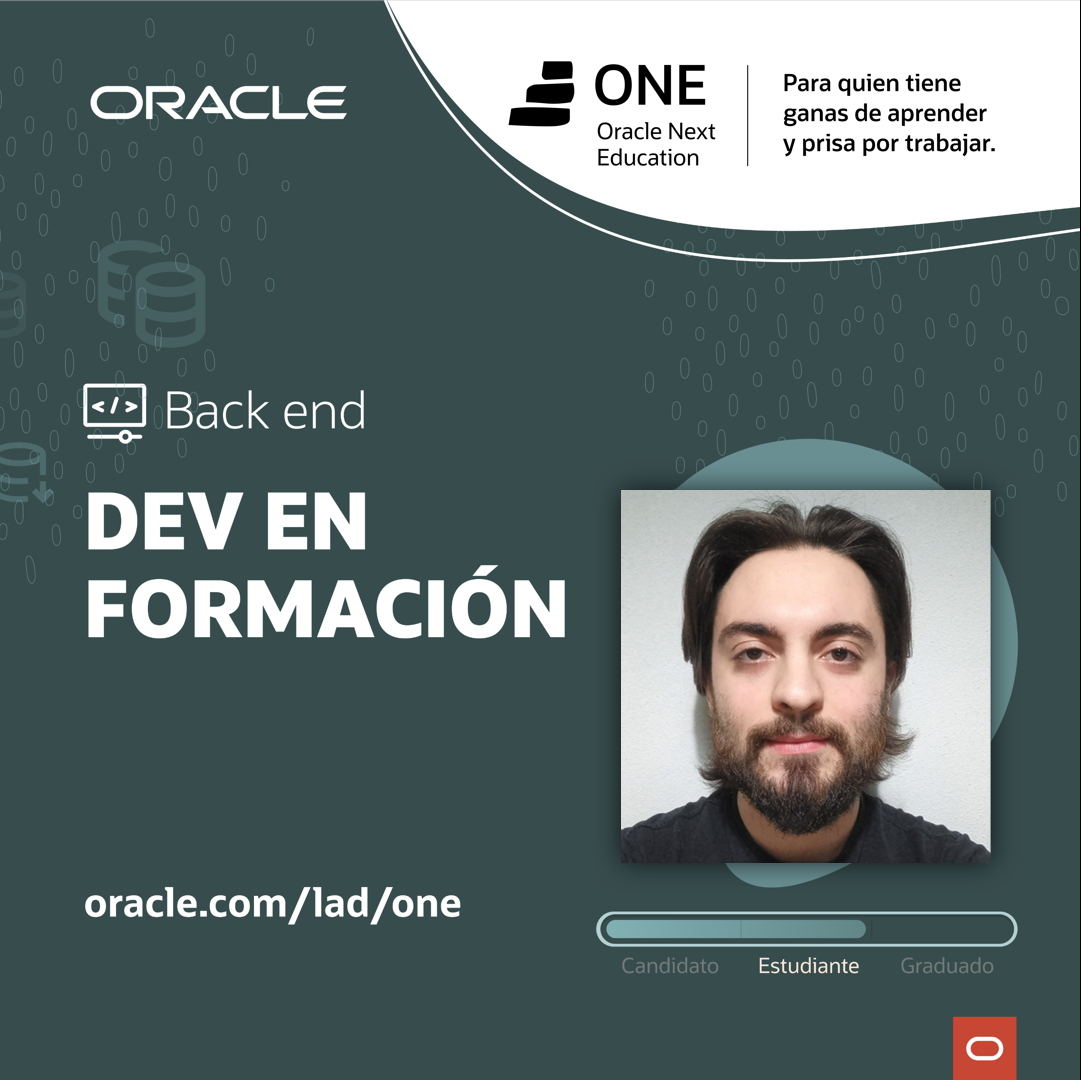 ORACLE
ONE
Oracle Next
Education
Para quien tiene
ganas de aprender
y prisa por trabajar.
</> Back end
DEV EN
FORMACIÓN
oracle.com/lad/one
Candidato Estudiante Graduado